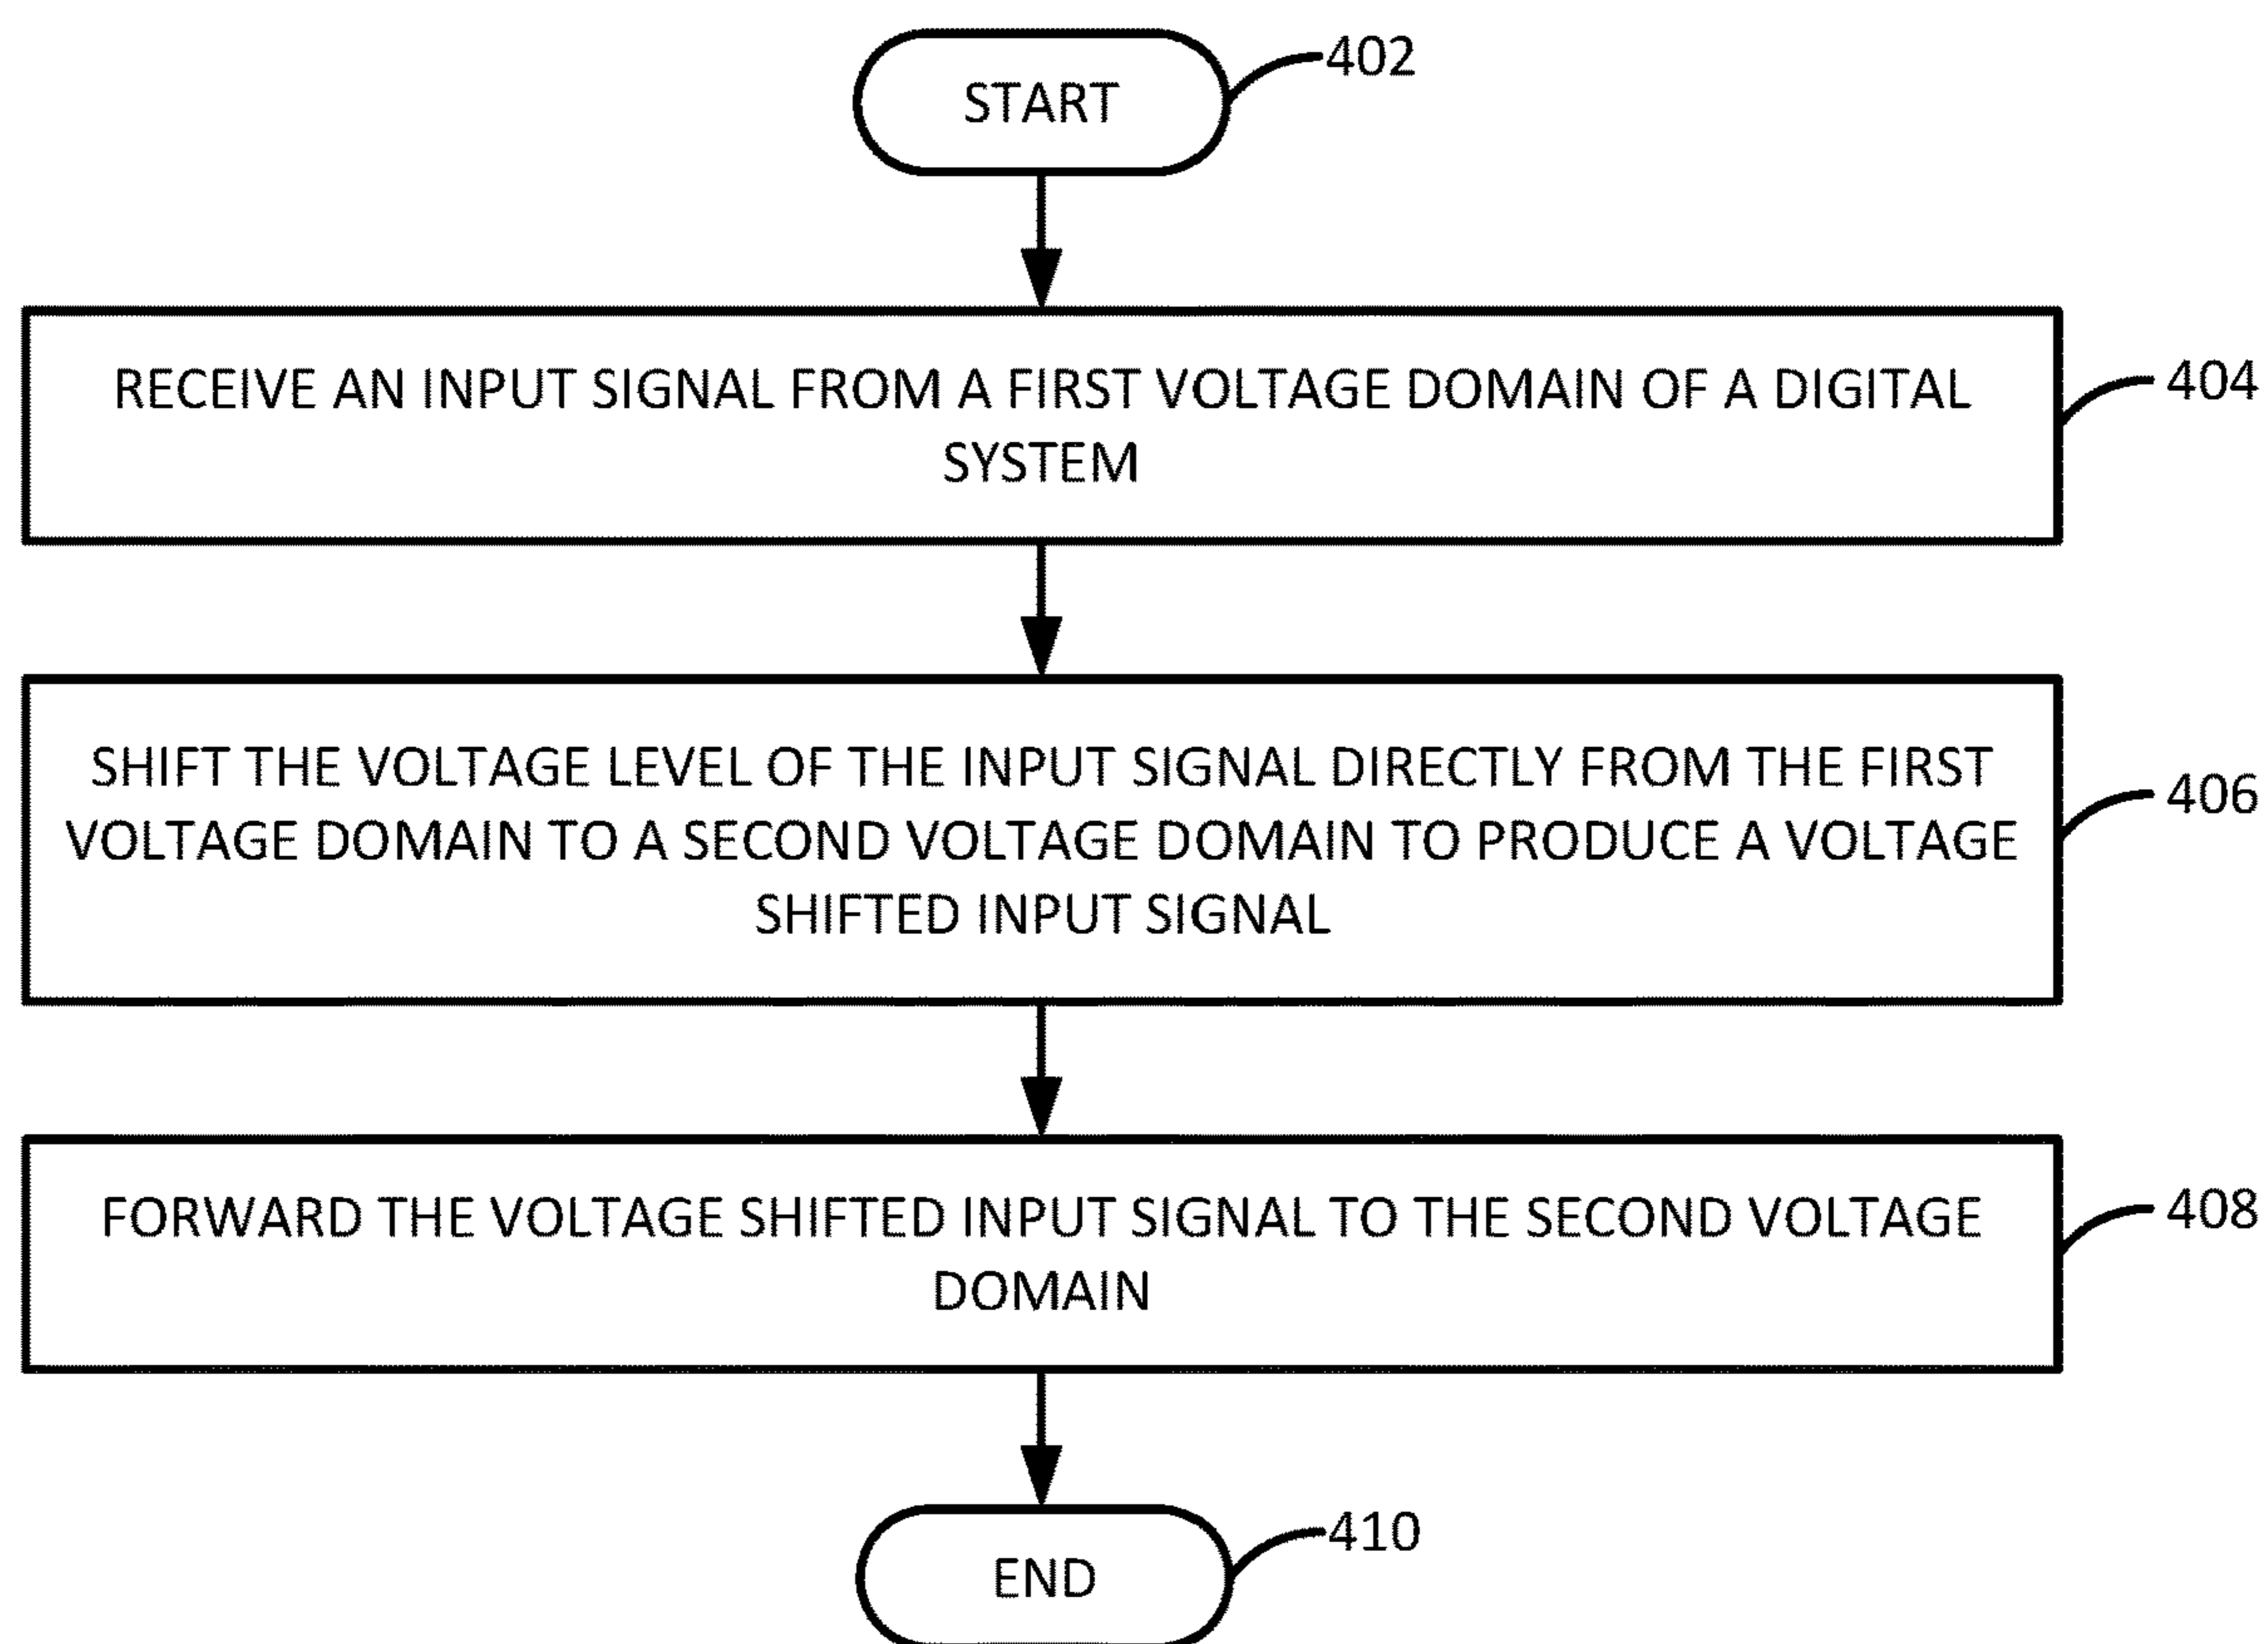 START
402
RECEIVE AN INPUT SIGNAL FROM A FIRST VOLTAGE DOMAIN OF A DIGITAL
SYSTEM
404
SHIFT THE VOLTAGE LEVEL OF THE INPUT SIGNAL DIRECTLY FROM THE FIRST
VOLTAGE DOMAIN TO A SECOND VOLTAGE DOMAIN TO PRODUCE A VOLTAGE
SHIFTED INPUT SIGNAL
406
FORWARD THE VOLTAGE SHIFTED INPUT SIGNAL TO THE SECOND VOLTAGE
DOMAIN
408
END
410